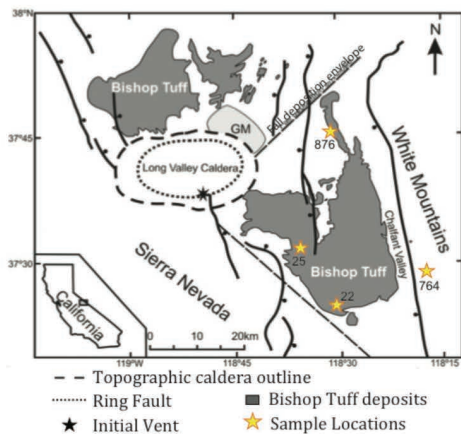 38°N
N
Bishop Tuff
Fall deposition envelope
GM
37°45
876
Long Valley Caldera
White Mountains
Chalfant Valley
37°30
25
Bishop Tuff
764
Sierra Nevada
22
California
0 10 20km
119°W 118°45 118°30 118°15
Topographic caldera outline
Ring Fault Bishop Tuff deposits
Initial Vent Sample Locations